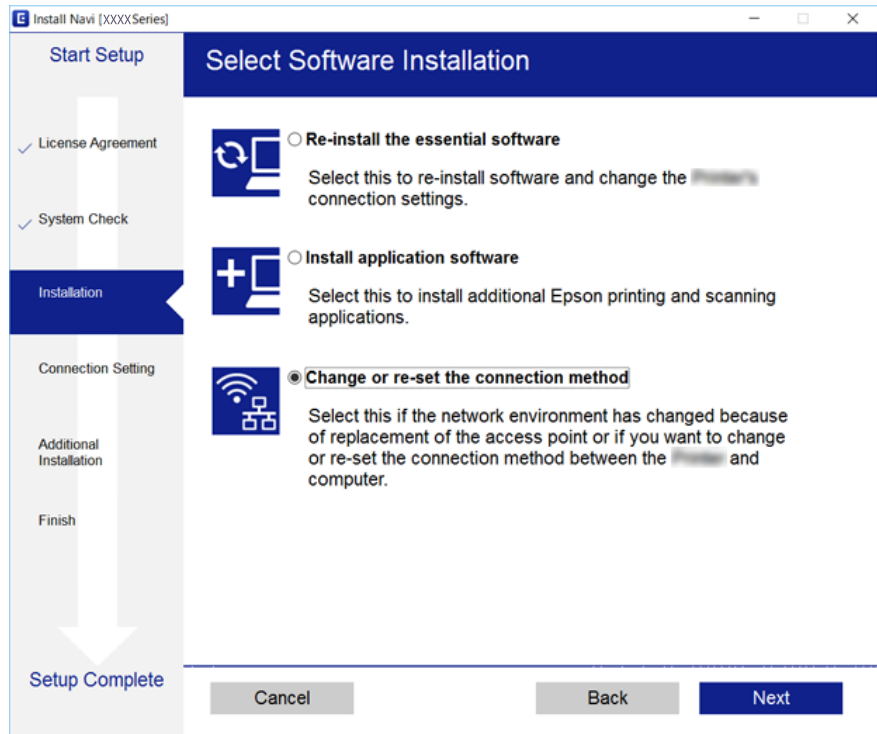 E Install Navi [XXXX Series]
Start Setup
License Agreement
System Check
Installation
Connection Setting
Additional
Installation
Finish
Setup Complete
Select Software Installation
Re-install the essential software
Select this to re-install software and change the
connection settings.
Install application software
Select this to install additional Epson printing and scanning
applications.
Change or re-set the connection method
Select this if the network environment has changed because
of replacement of the access point or if you want to change
or re-set the connection method between the and
computer.
Cancel
Back
Next